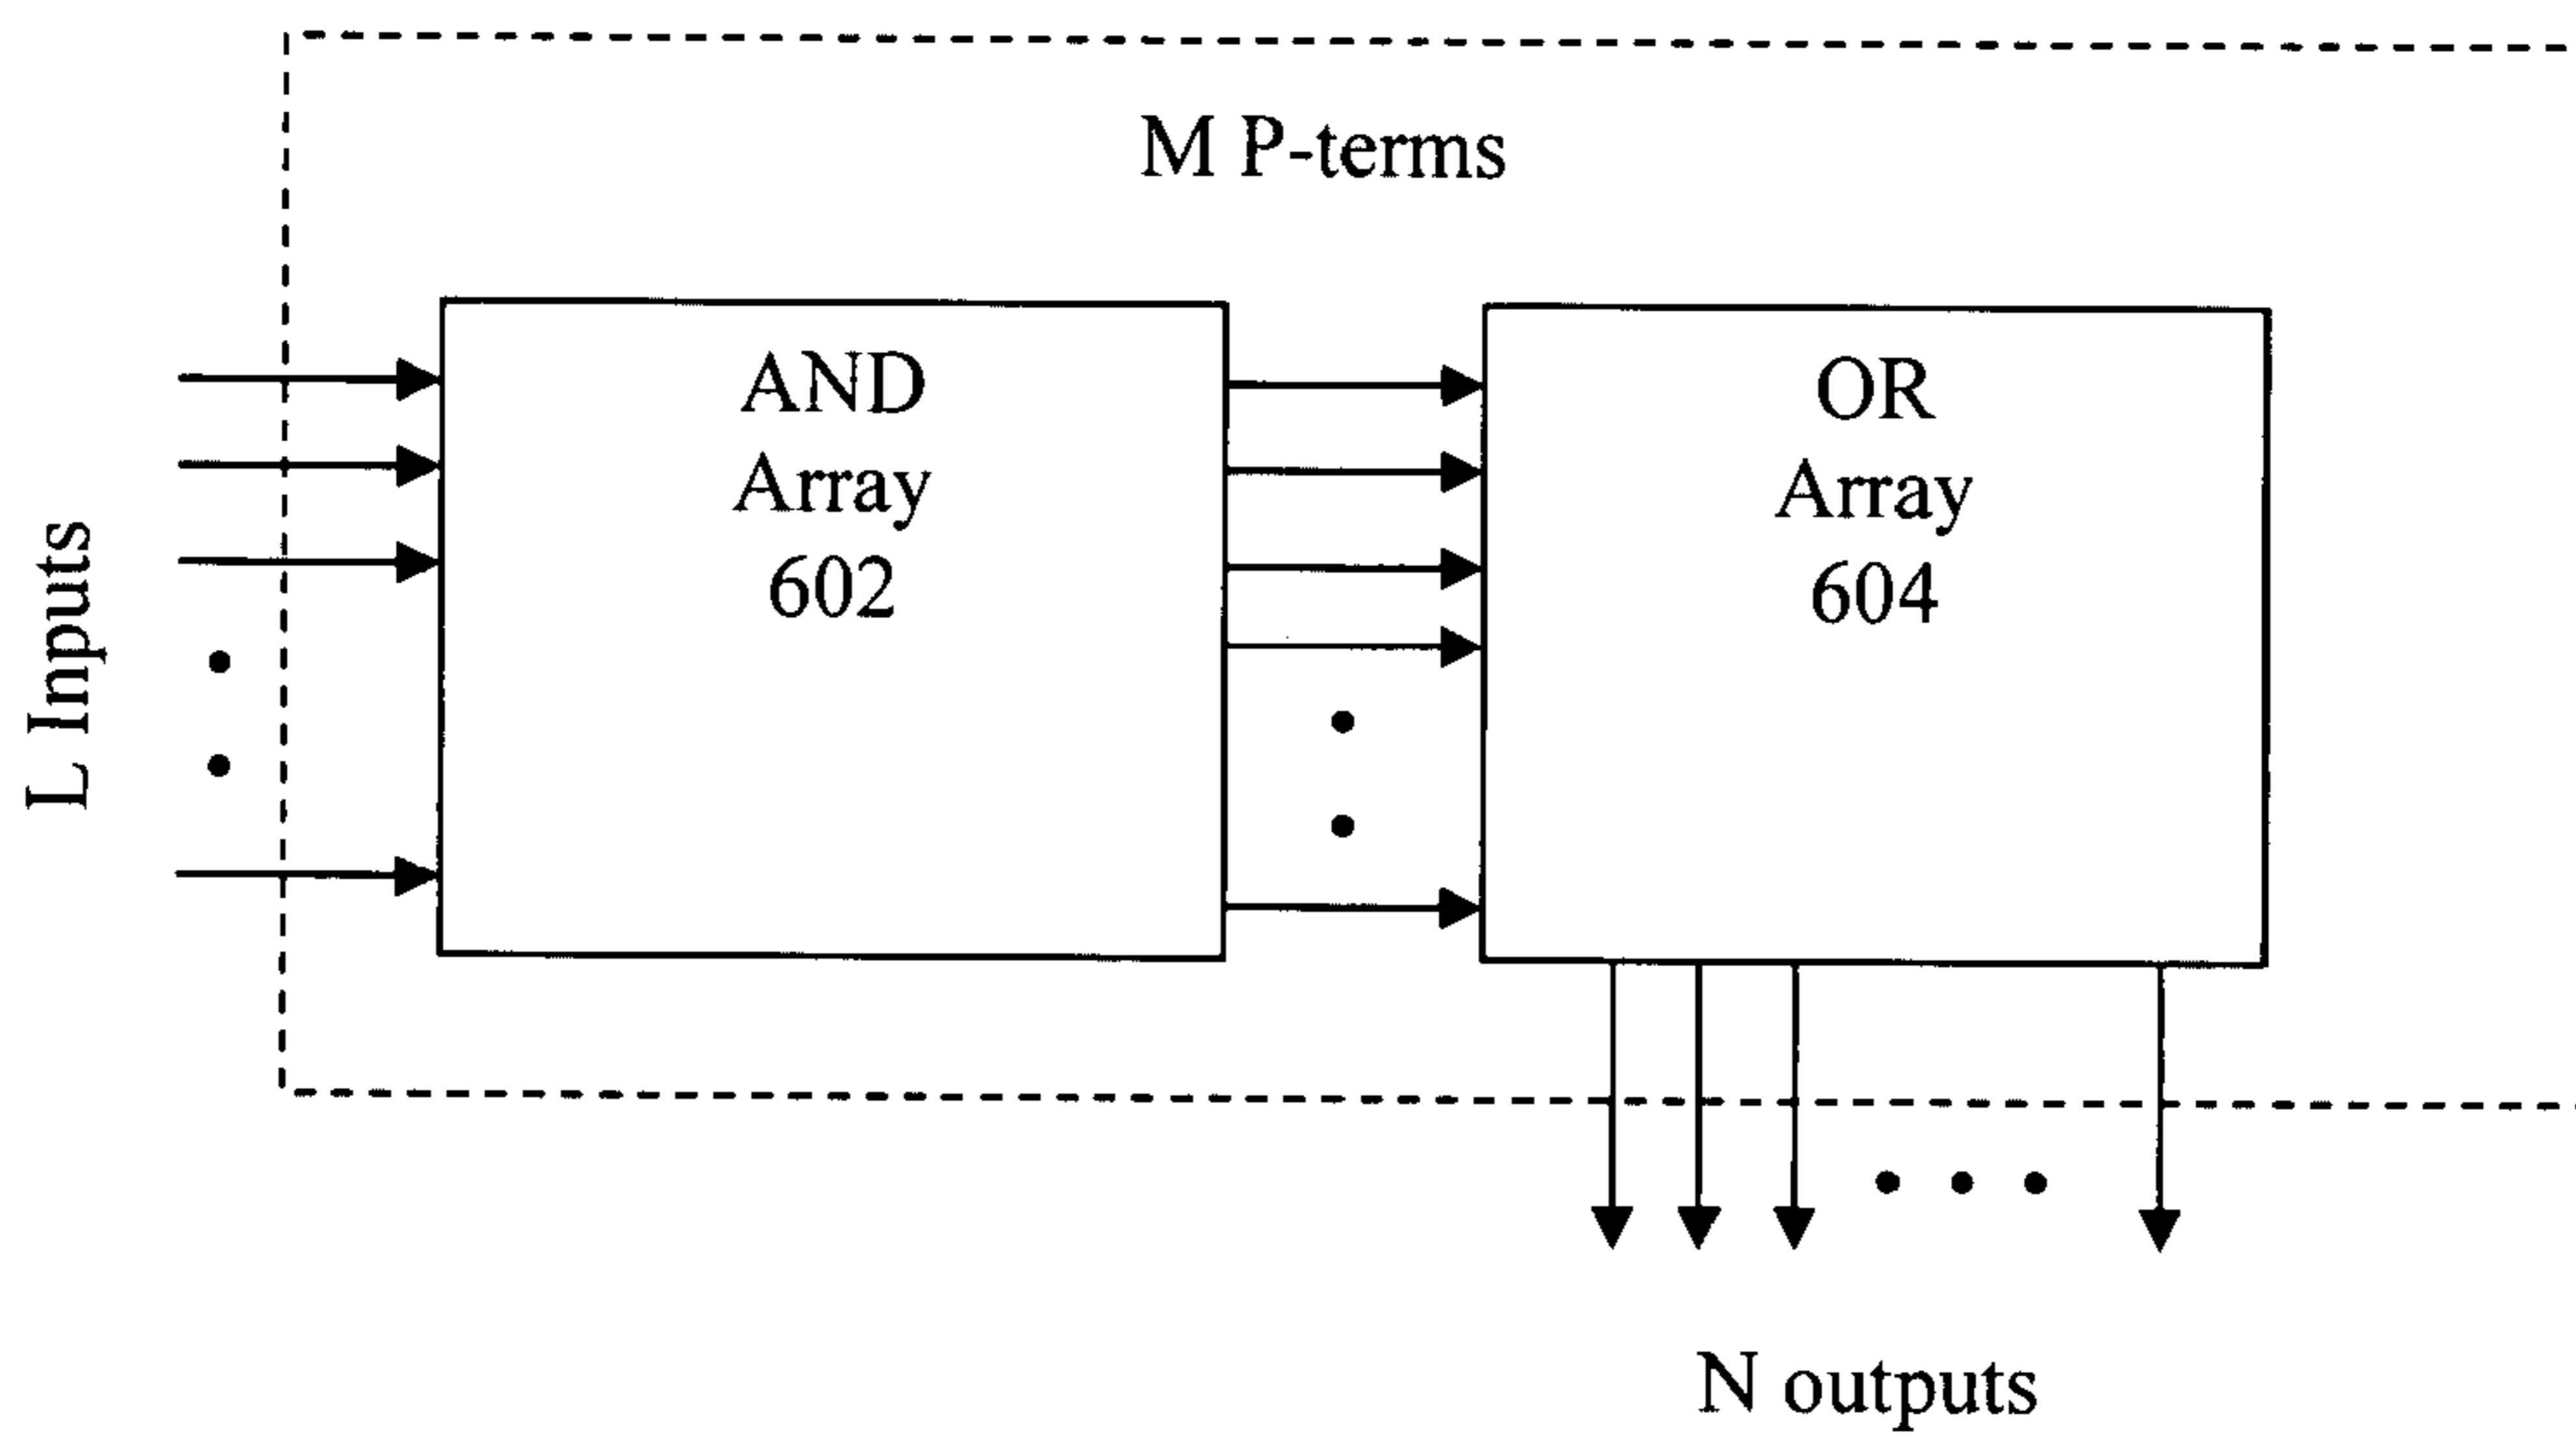 M P-terms
L Inputs
AND
Array
602
OR
Array
604
N outputs